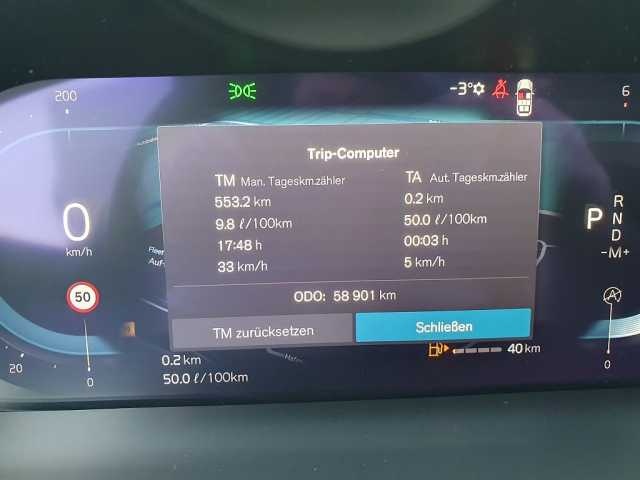 200
-3°
6
Trip-Computer
TM Man. Tageskm.zähler
TA Aut. Tageskm.zähler
553.2 km
0.2 km
9.8 ℓ/100km
50.0 ℓ/100km
17:48 h
00:03 h
33 km/h
5 km/h
ODO: 58 901 km
TM zurücksetzen
Schließen
0
km/h
50
P
R
N
D
-M+
A
20
0
0.2 km
50.0 ℓ/100km
40 km
0